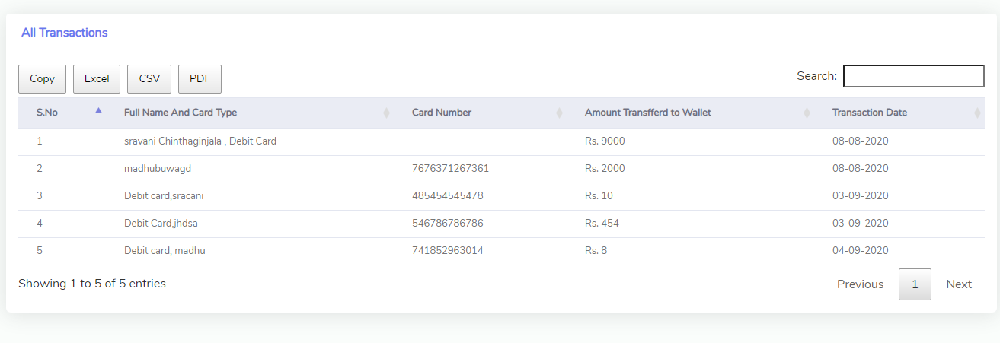 All Transactions
Copy Excel CSV PDF Search:
S.No Full Name And Card Type Card Number Amount Transfferd to Wallet Transaction Date
1 sravani Chinthaginjala , Debit Card Rs. 9000 08-08-2020
2 madhubuwagd 7676371267361 Rs. 2000 08-08-2020
3 Debit card,sracani 485454545478 Rs. 10 03-09-2020
4 Debit Card,jhdsa 546786786786 Rs. 454 03-09-2020
5 Debit card, madhu 741852963014 Rs. 8 04-09-2020
Showing 1 to 5 of 5 entries Previous 1 Next